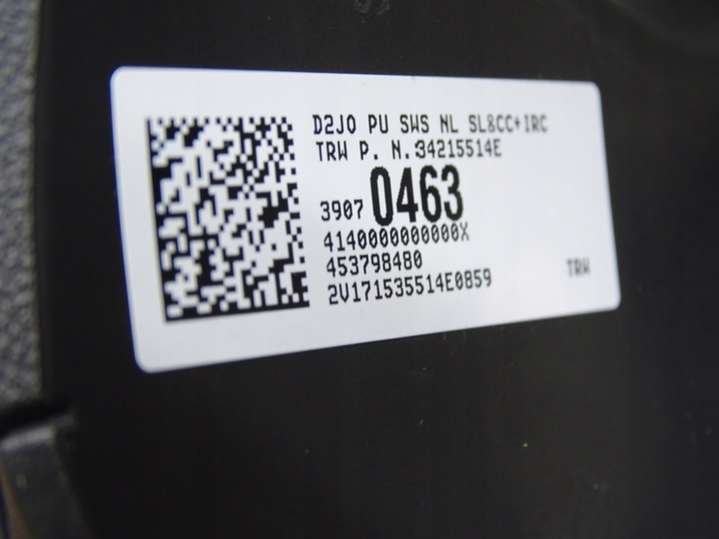 D2JO PU SWS NL SL&CC+IRC
TRW P. N.34215514E
3907 0463
4140000000000X
453798480
TRW
2V171535514E0859